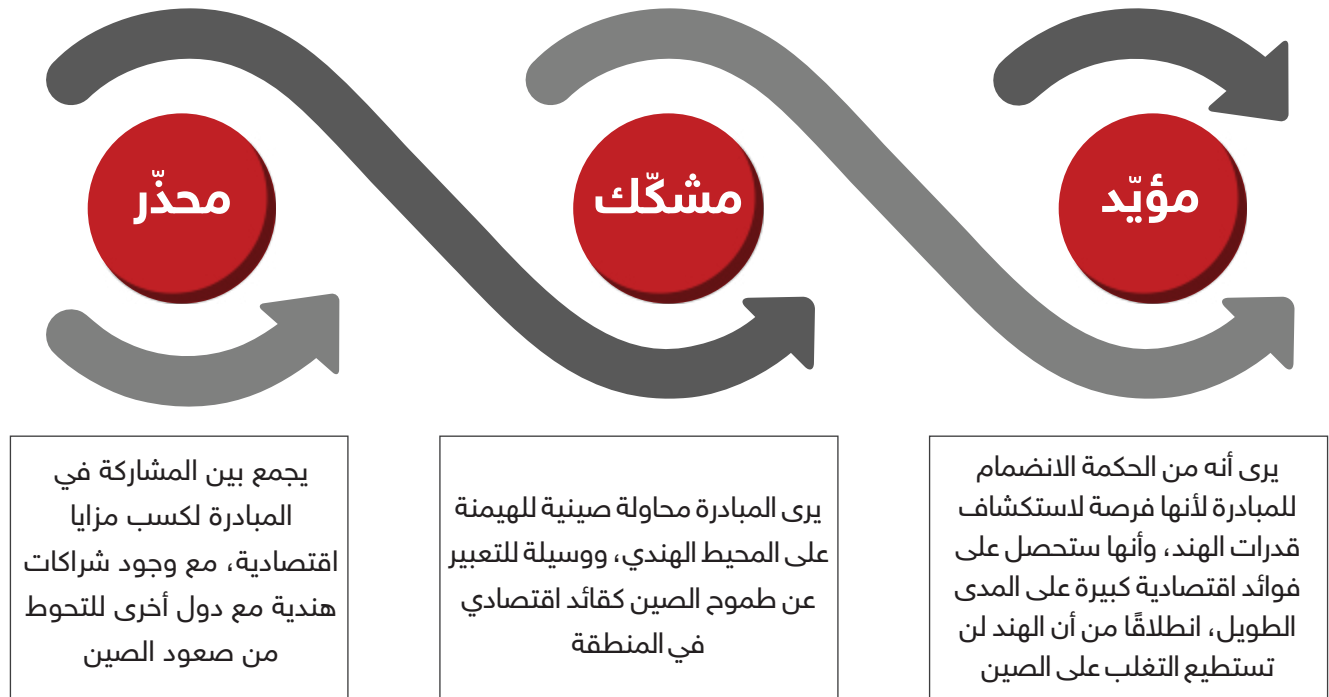 مؤيّد
مشكّك
محذّر
يرى أنه من الحكمة الانضمام
للمبادرة لأنها فرصة لاستكشاف
قدرات الهند، وأنها ستحصل على
فوائد اقتصادية كبيرة على المدى
الطويل، انطلاقًا من أن الهند لن
تستطيع التغلب على الصين
يرى المبادرة محاولة صينية للهيمنة
على المحيط الهندي، ووسيلة للتعبير
عن طموح الصين كقائد اقتصادي
في المنطقة
يجمع بين المشاركة في
المبادرة لكسب مزايا
اقتصادية، مع وجود شراكات
هندية مع دول أخرى للتحوط
من صعود الصين